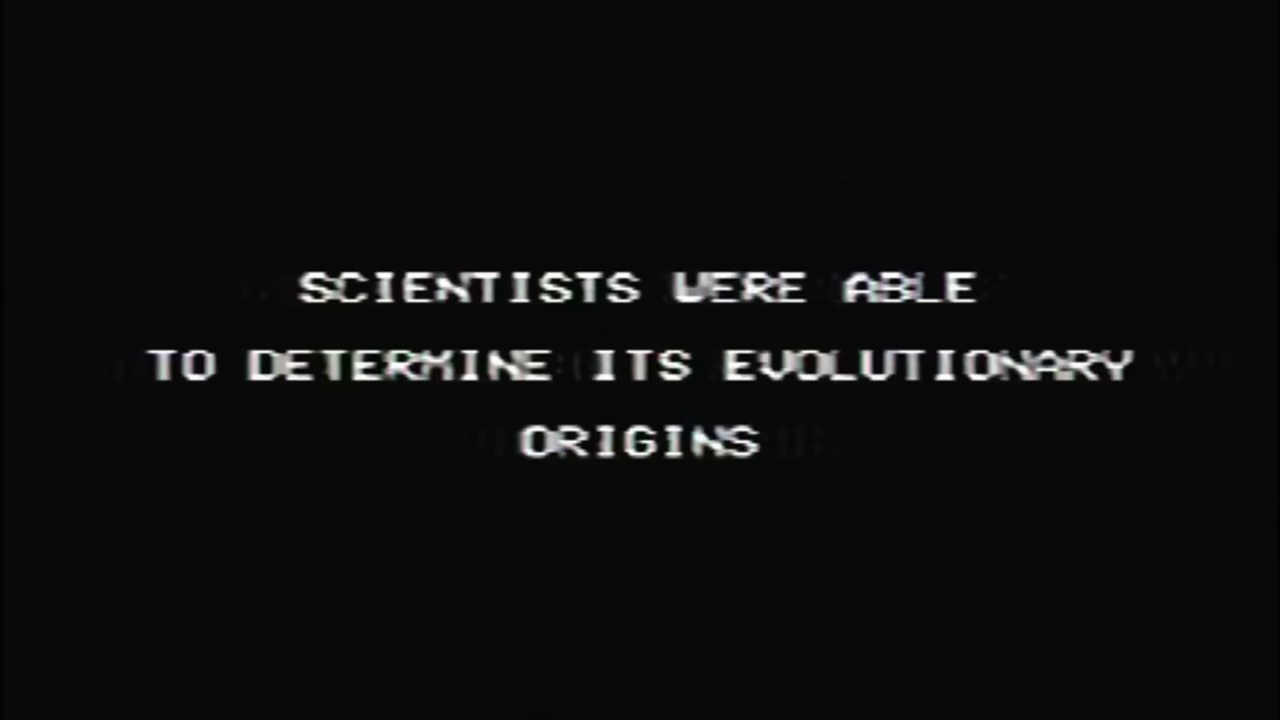 SCIENTISTS WERE ABLE
TO DETERMINE ITS EVOLUTIONARY
ORIGINS